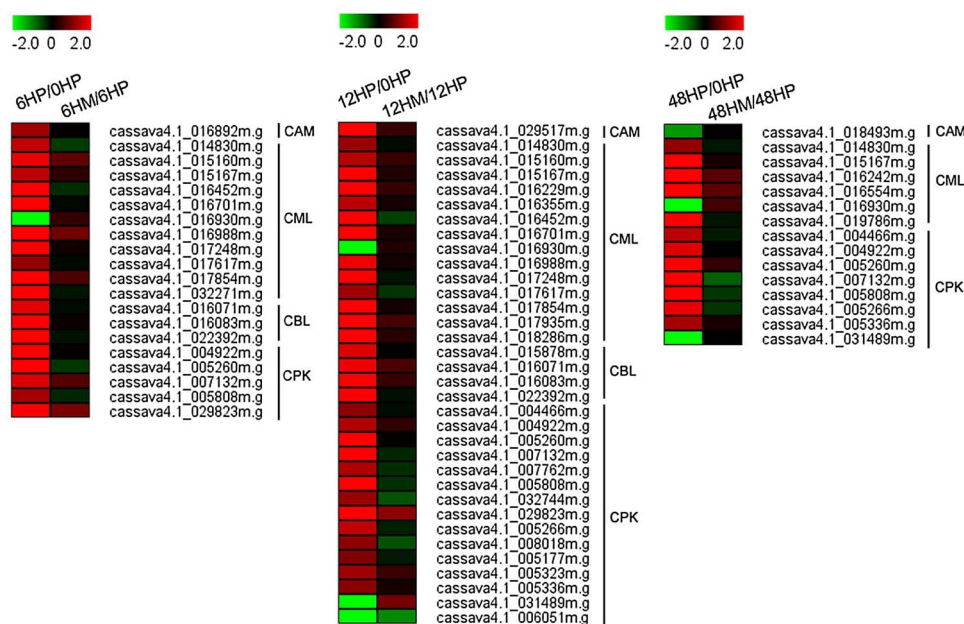 -2.0 0 2.0
6HP/0HP
6HM/6HP
cassava4.1_016892m.g
cassava4.1_014830m.g
cassava4.1_015160m.g
cassava4.1_015167m.g
cassava4.1_016452m.g
cassava4.1_016701m.g
cassava4.1_016930m.g
cassava4.1_016988m.g
cassava4.1_017248m.g
cassava4.1_017617m.g
cassava4.1_017854m.g
cassava4.1_032271m.g
cassava4.1_016071m.g
cassava4.1_016083m.g
cassava4.1_022392m.g
cassava4.1_004922m.g
cassava4.1_005260m.g
cassava4.1_007132m.g
cassava4.1_005808m.g
cassava4.1_029823m.g
CAM
CML
CBL
CPK
-2.0 0 2.0
12HP/0HP
12HM/12HP
cassava4.1_029517m.g
cassava4.1_014830m.g
cassava4.1_015160m.g
cassava4.1_015167m.g
cassava4.1_016229m.g
cassava4.1_016355m.g
cassava4.1_016452m.g
cassava4.1_016701m.g
cassava4.1_016930m.g
cassava4.1_016988m.g
cassava4.1_017248m.g
cassava4.1_017617m.g
cassava4.1_017854m.g
cassava4.1_017935m.g
cassava4.1_018286m.g
cassava4.1_015878m.g
cassava4.1_016071m.g
cassava4.1_016083m.g
cassava4.1_022392m.g
cassava4.1_004466m.g
cassava4.1_004922m.g
cassava4.1_005260m.g
cassava4.1_007132m.g
cassava4.1_007762m.g
cassava4.1_005808m.g
cassava4.1_032744m.g
cassava4.1_029823m.g
cassava4.1_005266m.g
cassava4.1_008018m.g
cassava4.1_005177m.g
cassava4.1_005323m.g
cassava4.1_005336m.g
cassava4.1_031489m.g
cassava4.1_006051m.g
CAM
CML
CBL
CPK
-2.0 0 2.0
48HP/0HP
48HM/48HP
cassava4.1_018493m.g
cassava4.1_014830m.g
cassava4.1_015167m.g
cassava4.1_016242m.g
cassava4.1_016554m.g
cassava4.1_016930m.g
cassava4.1_019786m.g
cassava4.1_004466m.g
cassava4.1_004922m.g
cassava4.1_005260m.g
cassava4.1_007132m.g
cassava4.1_005808m.g
cassava4.1_005266m.g
cassava4.1_005336m.g
cassava4.1_031489m.g
CAM
CML
CPK